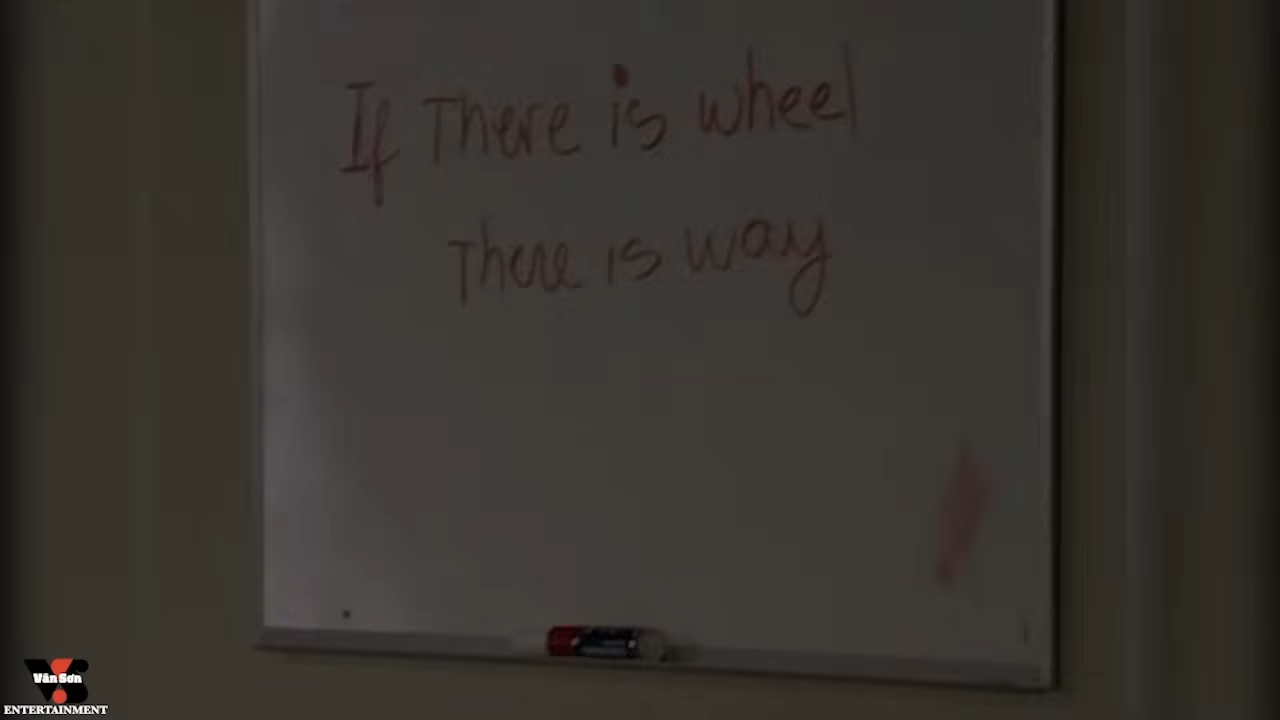 If There is wheel
There is way
Vân Sơn
ENTERTAINMENT